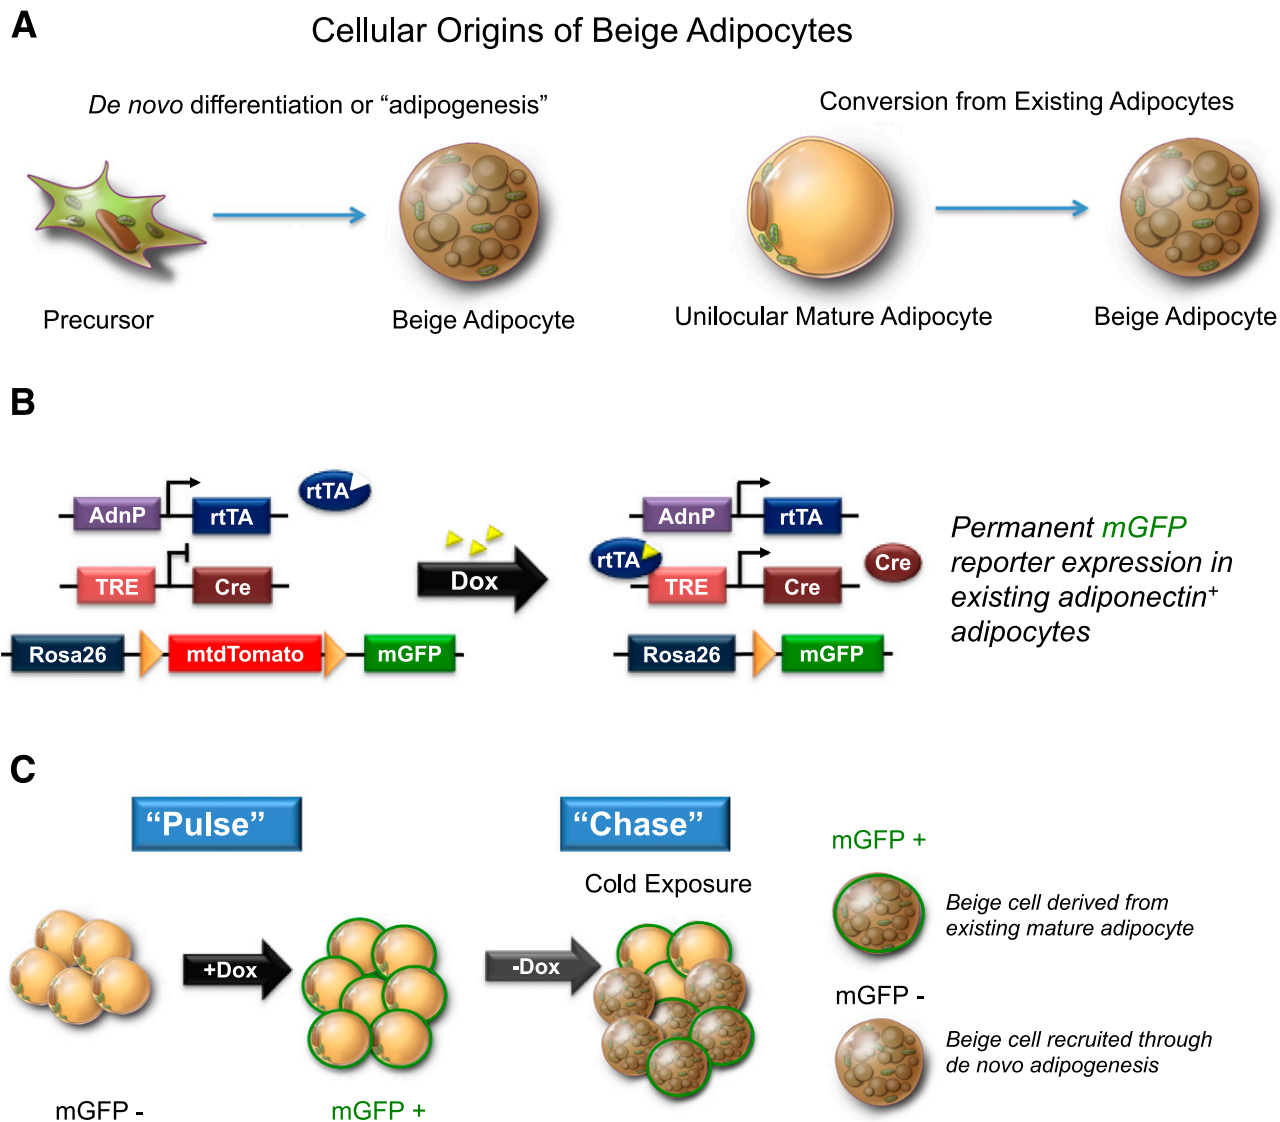 A
Cellular Origins of Beige Adipocytes
De novo differentiation or “adipogenesis”
Conversion from Existing Adipocytes
Precursor
Beige Adipocyte
Unilocular Mature Adipocyte
Beige Adipocyte
B
AdnP
rtTA
rtTA
TRE
Cre
Rosa26
mtdTomato
mGFP
Dox
AdnP
rtTA
rtTA
TRE
Cre
Cre
Rosa26
mGFP
Permanent mGFP
reporter expression in
existing adiponectin⁺
adipocytes
C
“Pulse”
“Chase”
Cold Exposure
+Dox
-Dox
mGFP -
mGFP +
mGFP +
Beige cell derived from
existing mature adipocyte
mGFP -
Beige cell recruited through
de novo adipogenesis